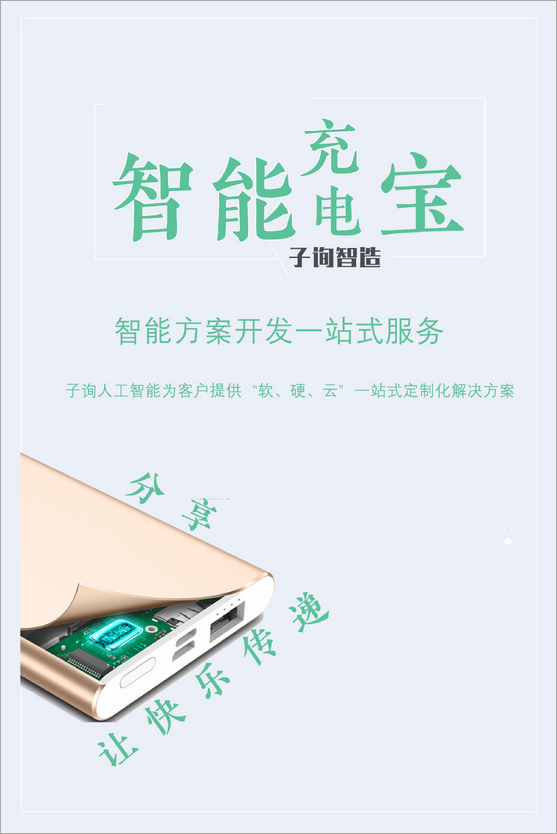 智能充电宝
子询智造
智能方案开发一站式服务
子询人工智能为客户提供“软、硬、云”一站式定制化解决方案
分享
让快乐传递